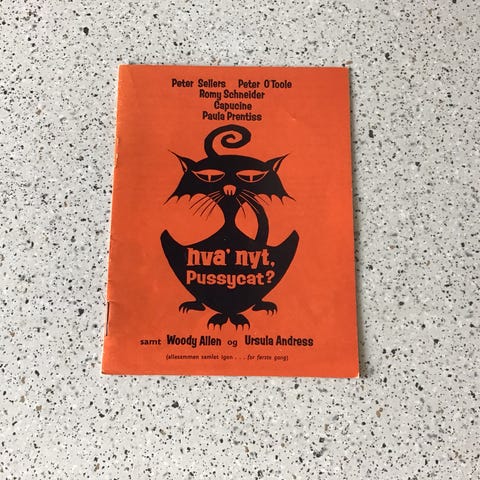 Peter Sellers Peter O'Toole
Romy Schneider
Capucine
Paula Prentiss
hva' nyt,
Pussycat?
samt Woody Allen og Ursula Andress
(allesammen samlet igen . . . for første gang)